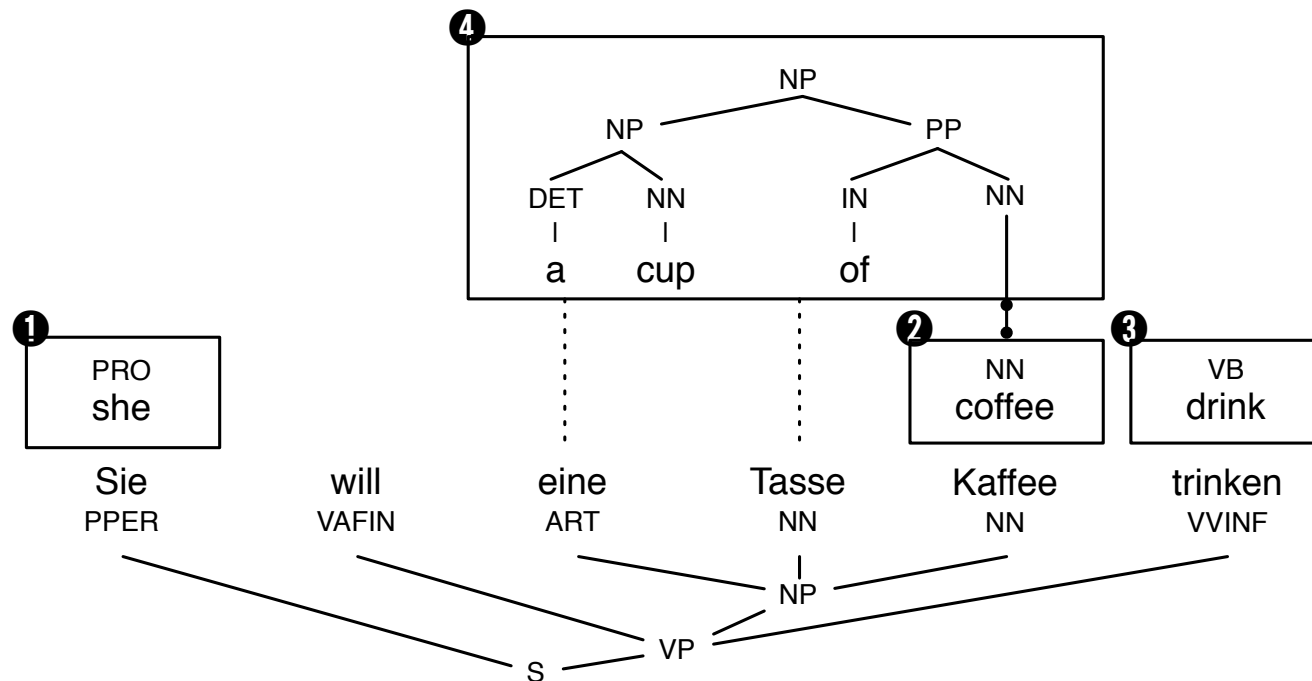 4
NP
NP PP
DET NN IN NN
a cup of
1 2 3
PRO NN VB
she coffee drink
Sie will eine Tasse Kaffee trinken
PPER VAFIN ART NN NN VVINF
NP
VP
S